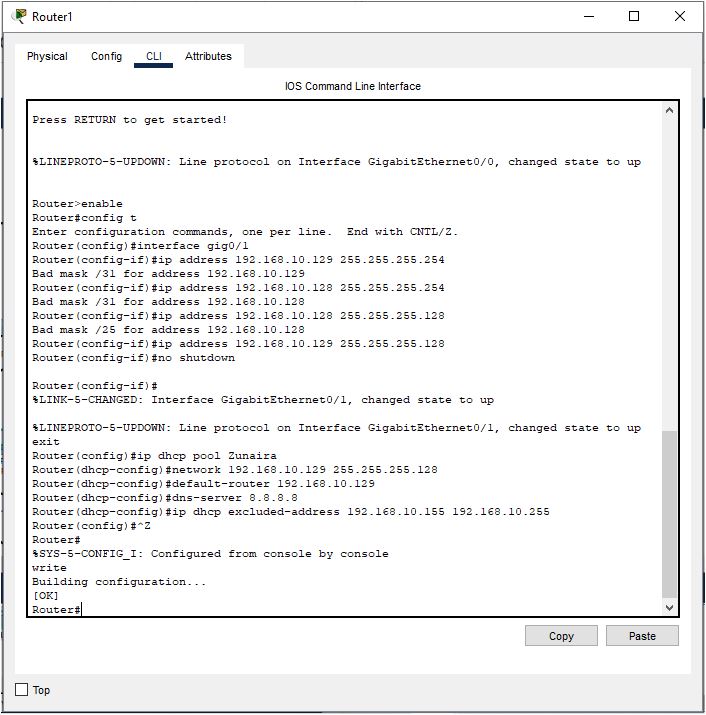 Router1
Physical Config CLI Attributes
IOS Command Line Interface
Press RETURN to get started!
%LINEPROTO-5-UPDOWN: Line protocol on Interface GigabitEthernet0/0, changed state to up
Router>enable
Router#config t
Enter configuration commands, one per line.  End with CNTL/Z.
Router(config)#interface gig0/1
Router(config-if)#ip address 192.168.10.129 255.255.255.254
Bad mask /31 for address 192.168.10.129
Router(config-if)#ip address 192.168.10.128 255.255.255.254
Bad mask /31 for address 192.168.10.128
Router(config-if)#ip address 192.168.10.128 255.255.255.128
Bad mask /25 for address 192.168.10.128
Router(config-if)#ip address 192.168.10.129 255.255.255.128
Router(config-if)#no shutdown
Router(config-if)#
%LINK-5-CHANGED: Interface GigabitEthernet0/1, changed state to up
%LINEPROTO-5-UPDOWN: Line protocol on Interface GigabitEthernet0/1, changed state to up
exit
Router(config)#ip dhcp pool Zunaira
Router(dhcp-config)#network 192.168.10.129 255.255.255.128
Router(dhcp-config)#default-router 192.168.10.129
Router(dhcp-config)#dns-server 8.8.8.8
Router(dhcp-config)#ip dhcp excluded-address 192.168.10.155 192.168.10.255
Router(config)#^Z
Router#
%SYS-5-CONFIG_I: Configured from console by console
write
Building configuration...
[OK]
Router#
Copy Paste
Top